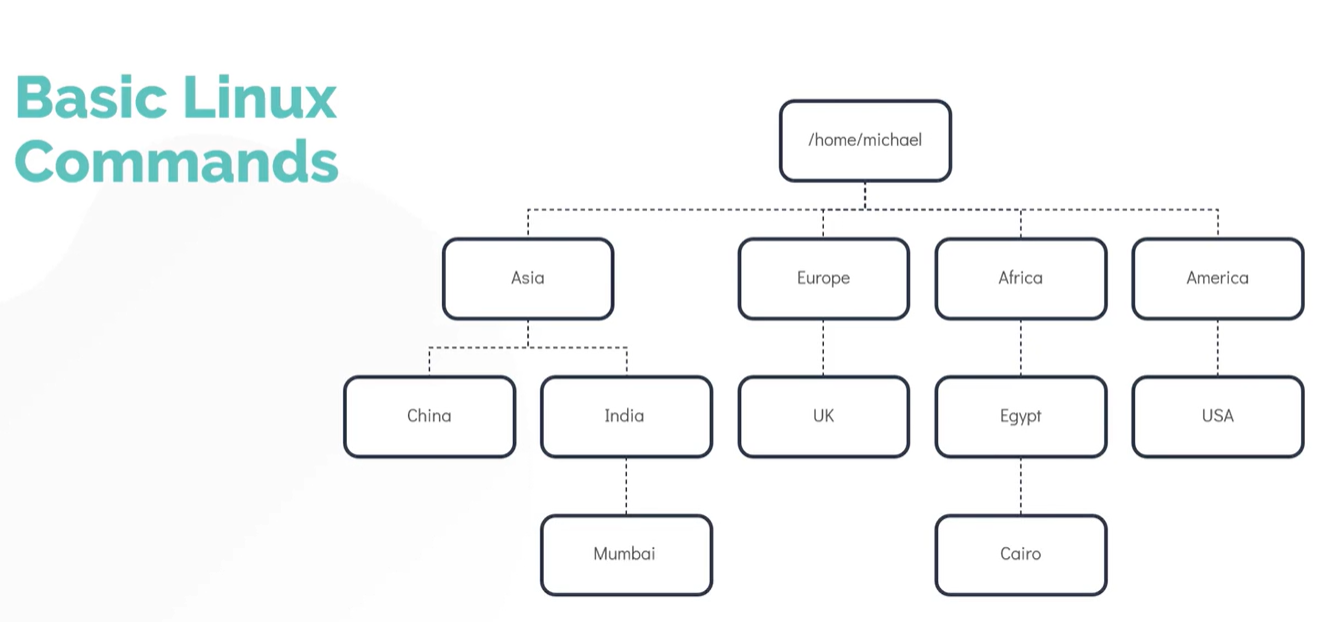 Basic Linux
Commands
/home/michael
Asia
Europe
Africa
America
China
India
UK
Egypt
USA
Mumbai
Cairo